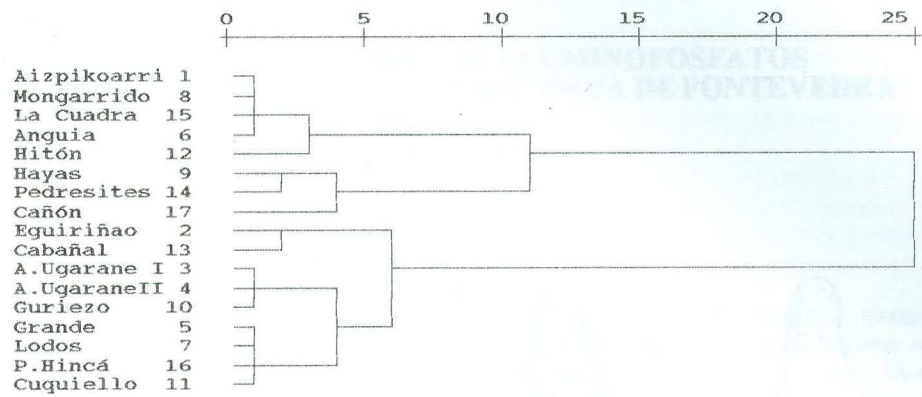 0 5 10 15 20 25
Aizpikoarri 1
Mongarrido 8
La Cuadra 15
Anguia 6
Hitón 12
Hayas 9
Pedresites 14
Cañón 17
Eguiriñao 2
Cabañal 13
A.Ugarane I 3
A.UgaraneII 4
Guriezo 10
Grande 5
Lodos 7
P.Hincá 16
Cuquiello 11